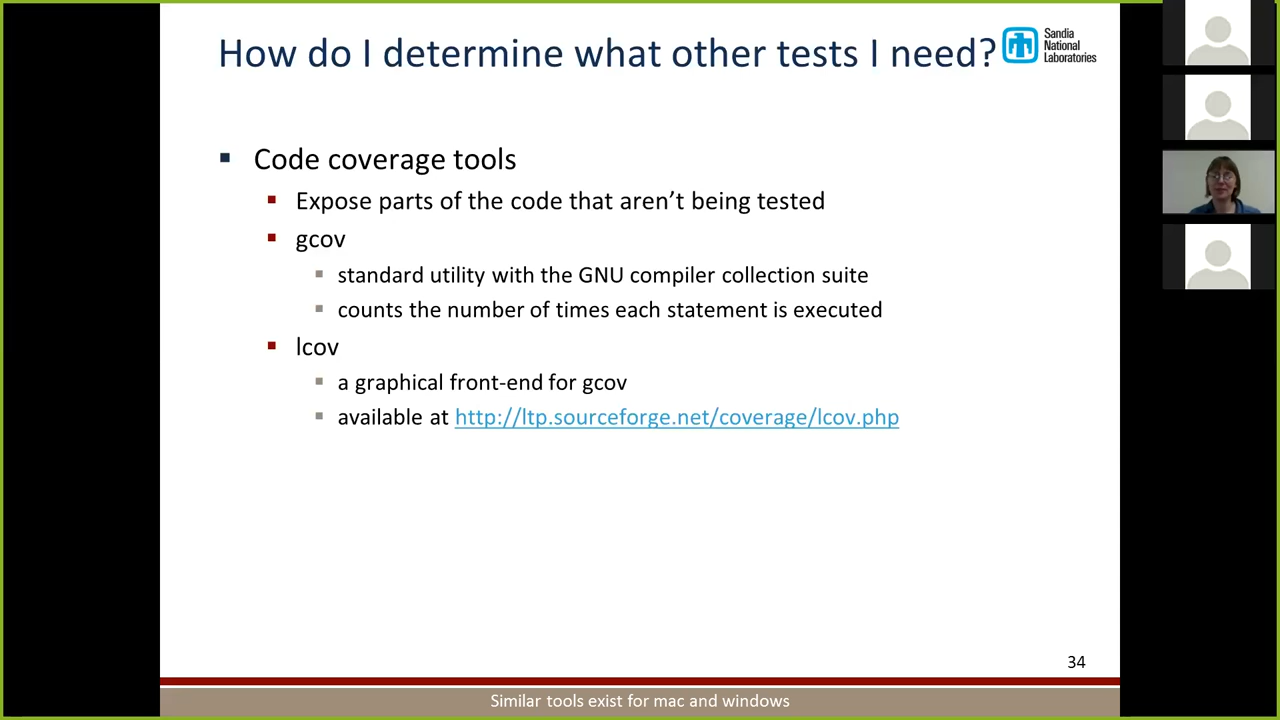 How do I determine what other tests I need?
Sandia
National
Laboratories
Code coverage tools
Expose parts of the code that aren't being tested
gcov
standard utility with the GNU compiler collection suite
counts the number of times each statement is executed
lcov
a graphical front-end for gcov
available at http://ltp.sourceforge.net/coverage/lcov.php
34
Similar tools exist for mac and windows